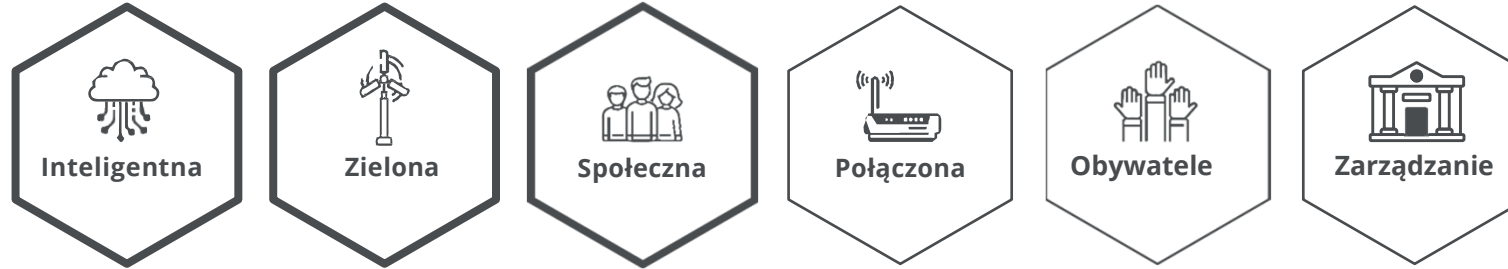 Inteligentna
Zielona
Społeczna
Połączona
Obywatele
Zarządzanie